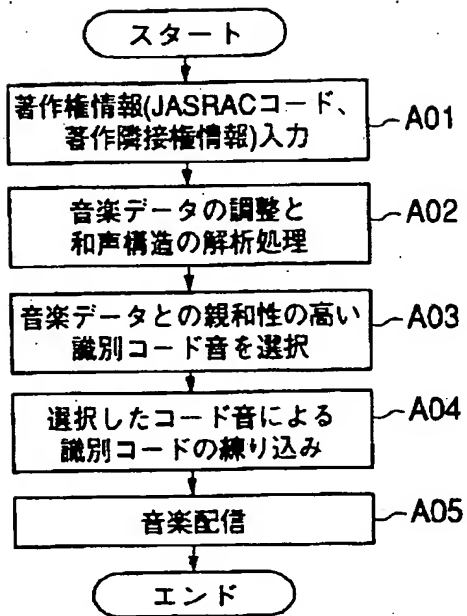 スタート
著作権情報(JASRACコード、
著作隣接権情報)入力
A01
音楽データの調整と
和声構造の解析処理
A02
音楽データとの親和性の高い
識別コード音を選択
A03
選択したコード音による
識別コードの練り込み
A04
音楽配信
A05
エンド